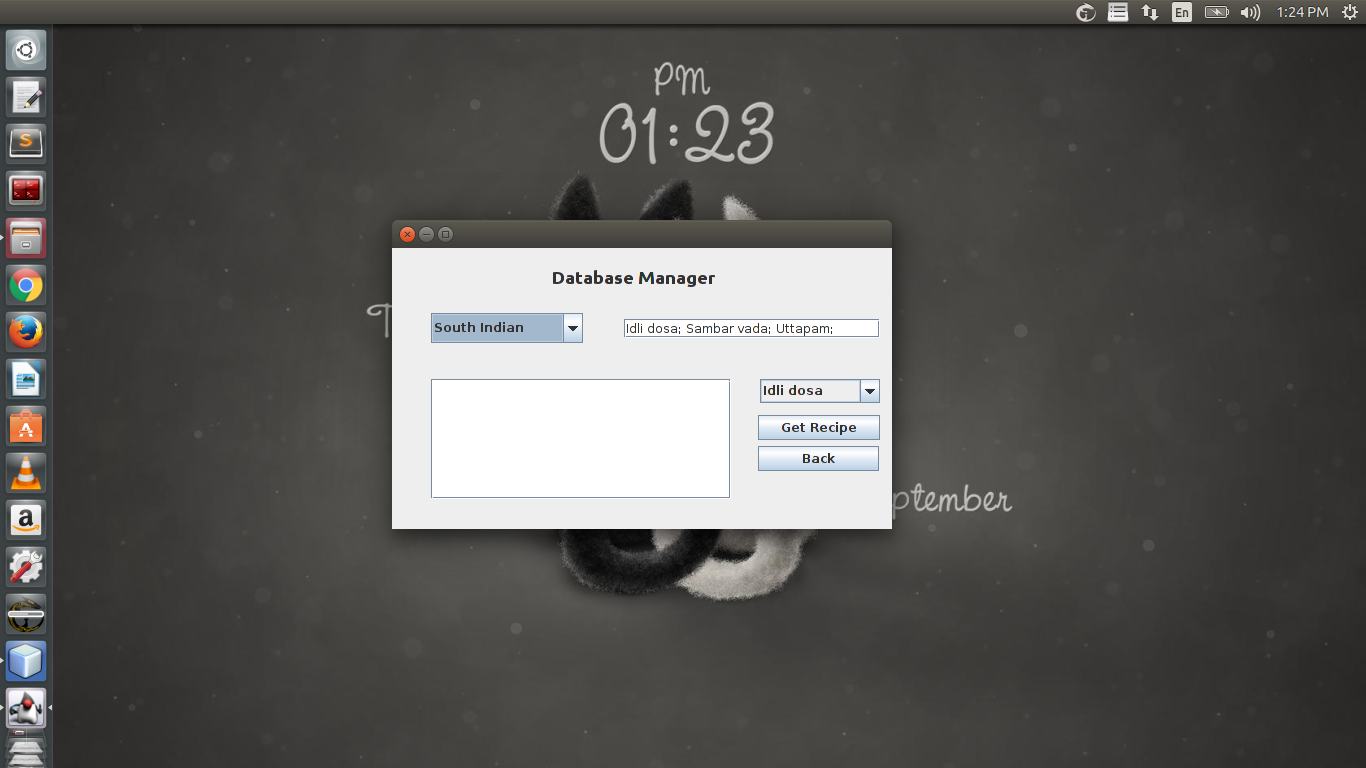 En
1:24 PM
PM
01:23
Database Manager
South Indian
Idli dosa; Sambar vada; Uttapam;
Idli dosa
Get Recipe
Back
ptember